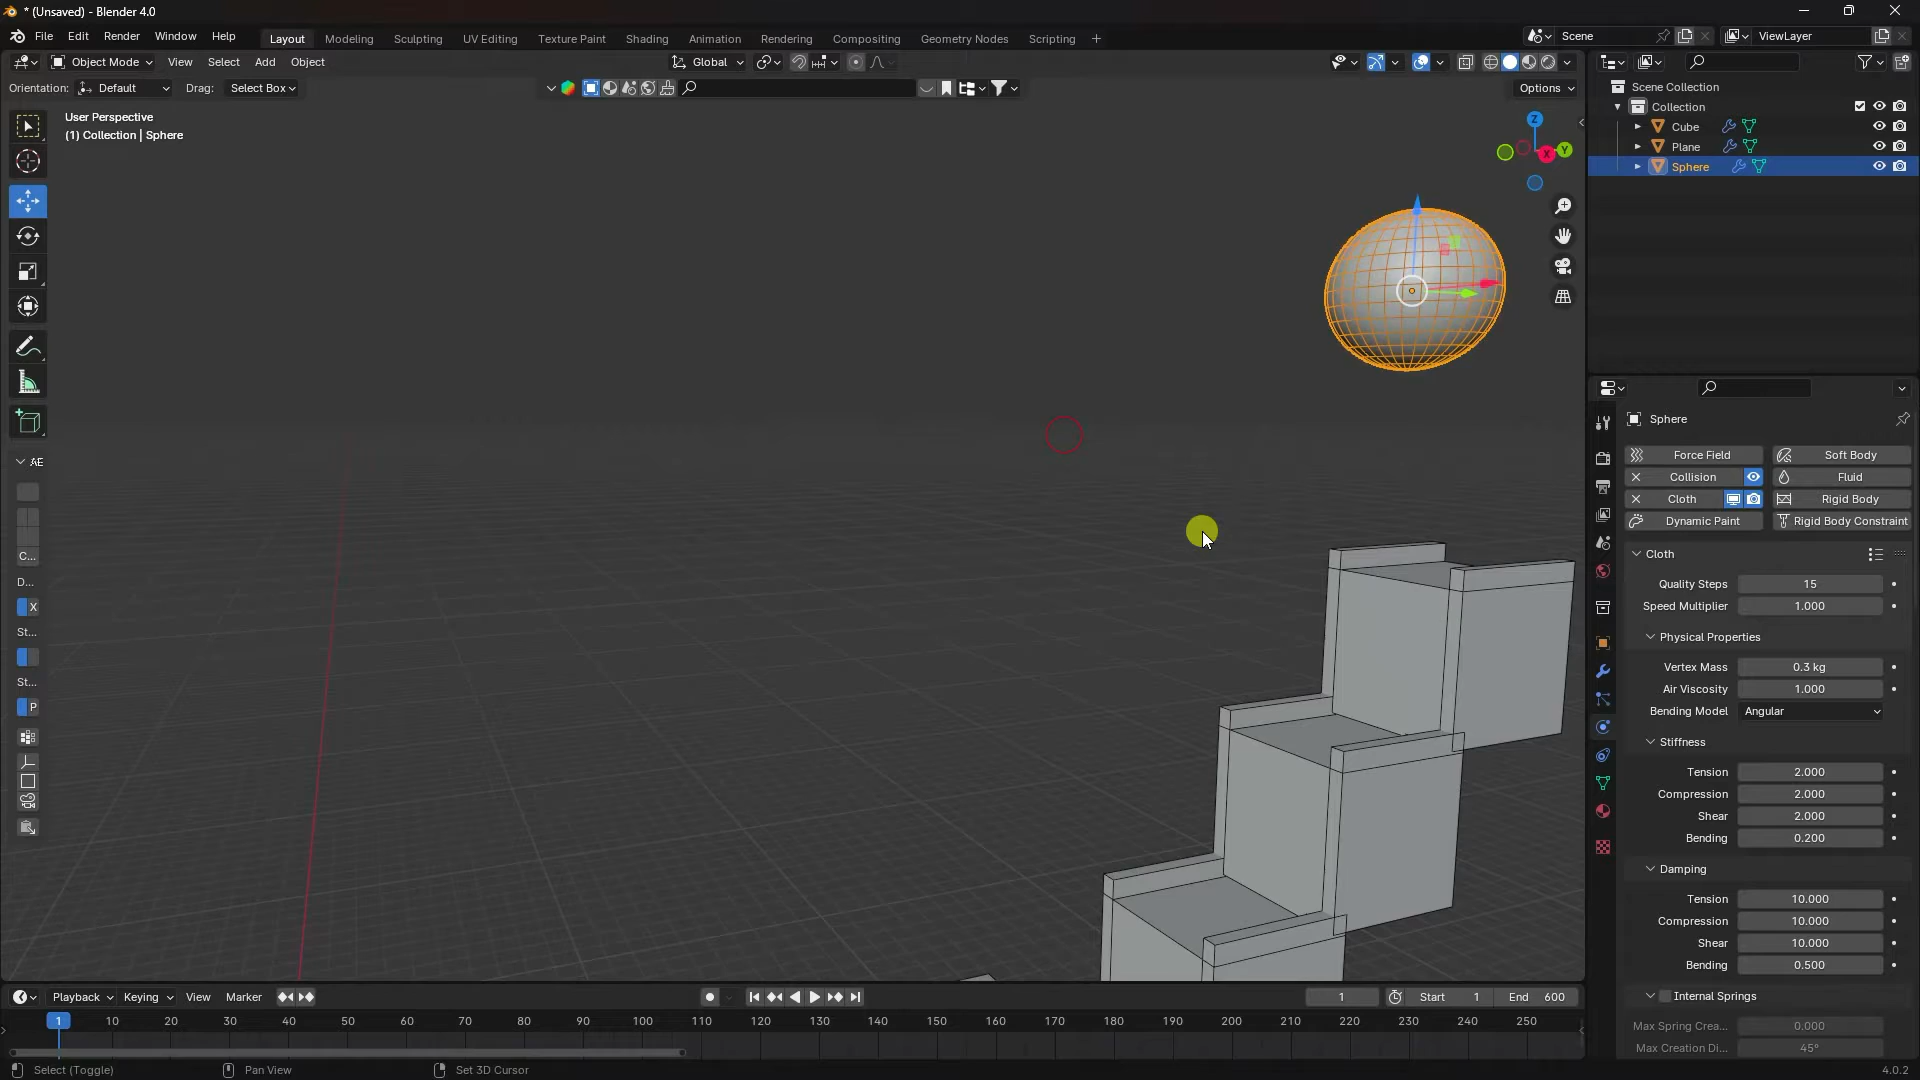 * (Unsaved) - Blender 4.0
File Edit Render Window Help
Layout Modeling Sculpting UV Editing Texture Paint Shading Animation Rendering Compositing Geometry Nodes Scripting +
Scene
ViewLayer
Object Mode View Select Add Object
Global
Orientation: Default Drag: Select Box
Options
User Perspective
(1) Collection | Sphere
Z
X
Y
Scene Collection
Collection
Cube
Plane
Sphere
AE
C...
D...
X
St...
St...
P
Sphere
Force Field Soft Body
Collision Fluid
Cloth Rigid Body
Dynamic Paint Rigid Body Constraint
Cloth
Quality Steps 15
Speed Multiplier 1.000
Physical Properties
Vertex Mass 0.3 kg
Air Viscosity 1.000
Bending Model Angular
Stiffness
Tension 2.000
Compression 2.000
Shear 2.000
Bending 0.200
Damping
Tension 10.000
Compression 10.000
Shear 10.000
Bending 0.500
Internal Springs
Max Spring Crea... 0.000
Max Creation Di... 45°
Playback Keying View Marker
1 Start 1 End 600
1 10 20 30 40 50 60 70 80 90 100 110 120 130 140 150 160 170 180 190 200 210 220 230 240 250
Select (Toggle) Pan View Set 3D Cursor
4.0.2